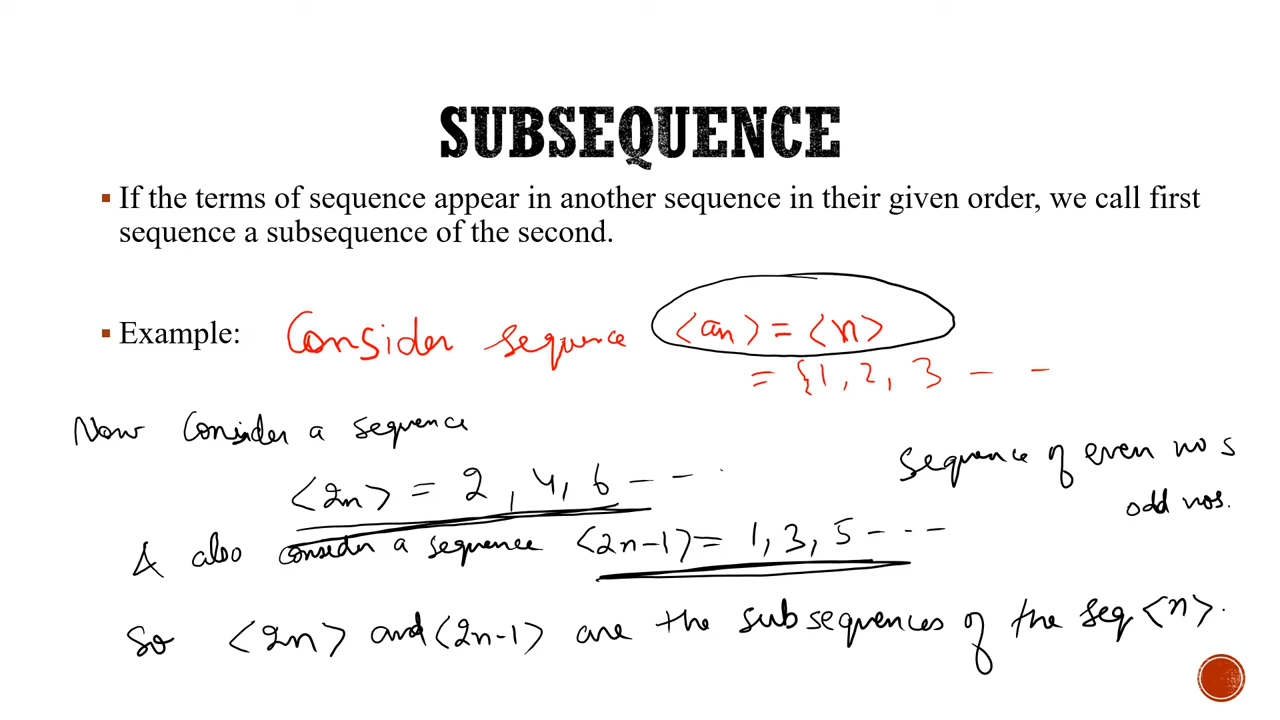 SUBSEQUENCE
▪ If the terms of sequence appear in another sequence in their given order, we call first
sequence a subsequence of the second.
▪ Example: Consider sequence <an> = <n>
= {1, 2, 3 - -
Now Consider a sequence
<2n> = 2, 4, 6 - - .
Sequence of even no s
odd nos.
& also consider a sequence <2n-1> = 1, 3, 5 - - -
So <2n> and <2n-1> are the subsequences of the seq <n>.